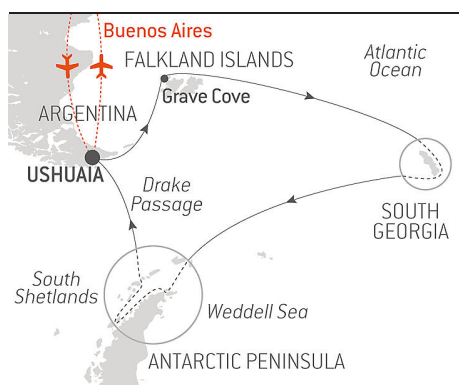 Buenos Aires
FALKLAND ISLANDS
Atlantic
Ocean
Grave Cove
ARGENTINA
USHUAIA
Drake
Passage
SOUTH
GEORGIA
South
Shetlands
Weddell Sea
ANTARCTIC PENINSULA